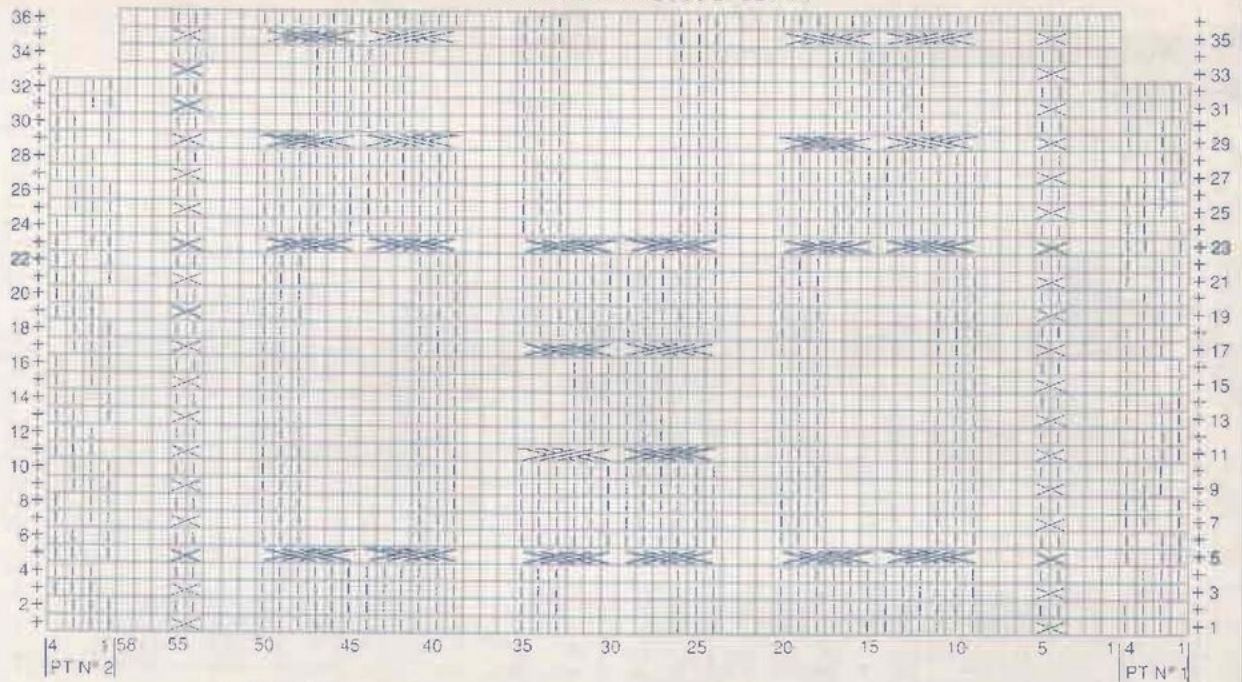 36 +
+ + 35
34 +
+ + 33
32 +
+ + 31
30 +
+ + 29
28 +
+ + 27
26 +
+ + 25
24 +
+ + 23
22 +
+ + 21
20 +
+ + 19
18 +
+ + 17
16 +
+ + 15
14 +
+ + 13
12 +
+ + 11
10 +
+ + 9
8 +
+ + 7
6 +
+ + 5
4 +
+ + 3
2 +
+ + 1
4 1 58 55 50 45 40 35 30 25 20 15 10 5 1 4 1
PT Nº 2 PT Nº 1